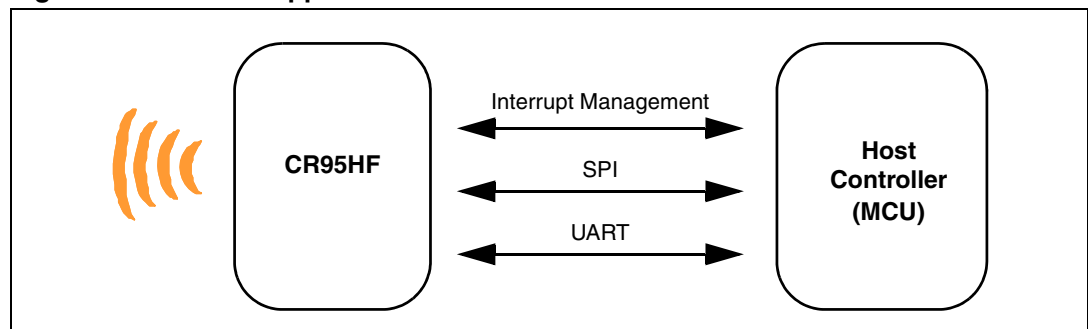 CR95HF
Interrupt Management
SPI
UART
Host
Controller
(MCU)